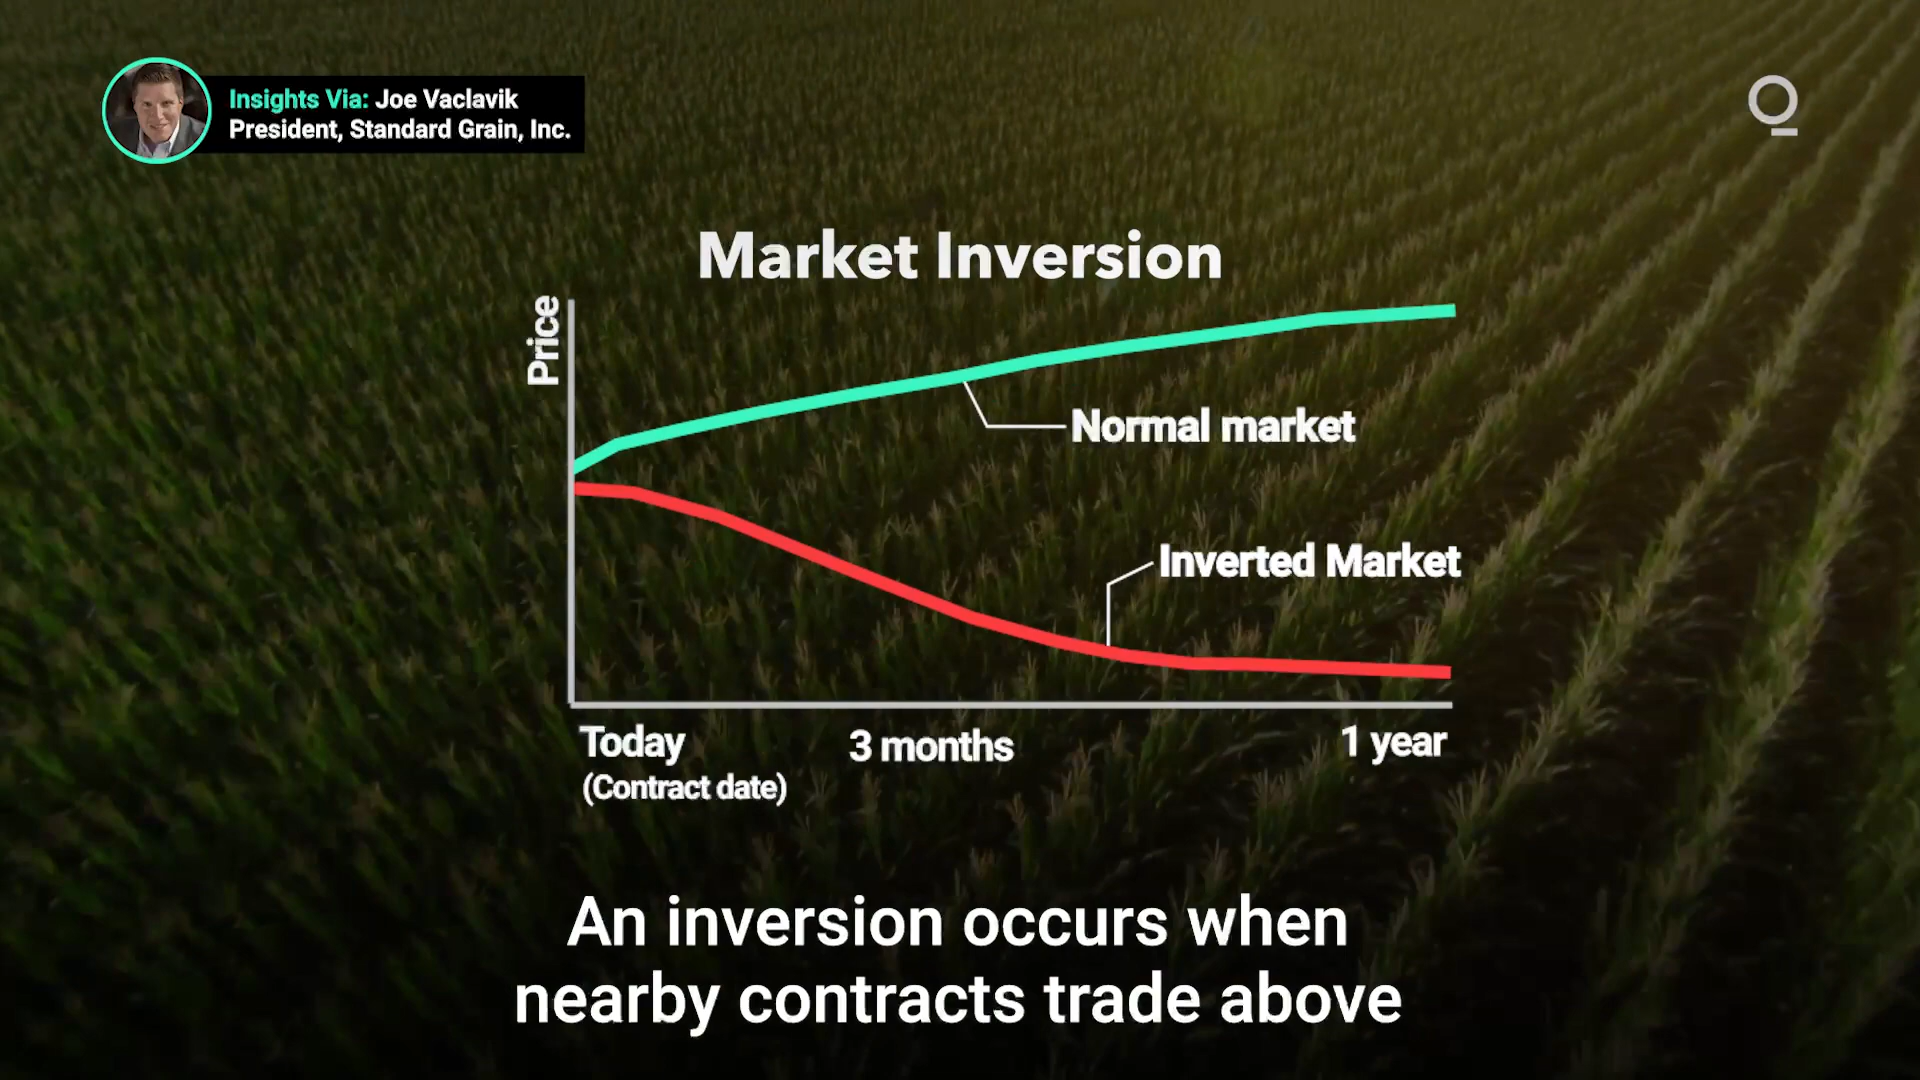 Insights Via: Joe Vaclavik
President, Standard Grain, Inc.
Market Inversion
Price
Normal market
Inverted Market
Today
(Contract date)
3 months
1 year
An inversion occurs when
nearby contracts trade above